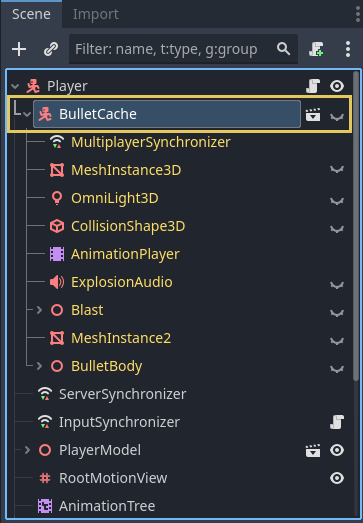 Scene Import
Filter: name, t:type, g:group
Player
BulletCache
MultiplayerSynchronizer
MeshInstance3D
OmniLight3D
CollisionShape3D
AnimationPlayer
ExplosionAudio
Blast
MeshInstance2
BulletBody
ServerSynchronizer
InputSynchronizer
PlayerModel
RootMotionView
AnimationTree